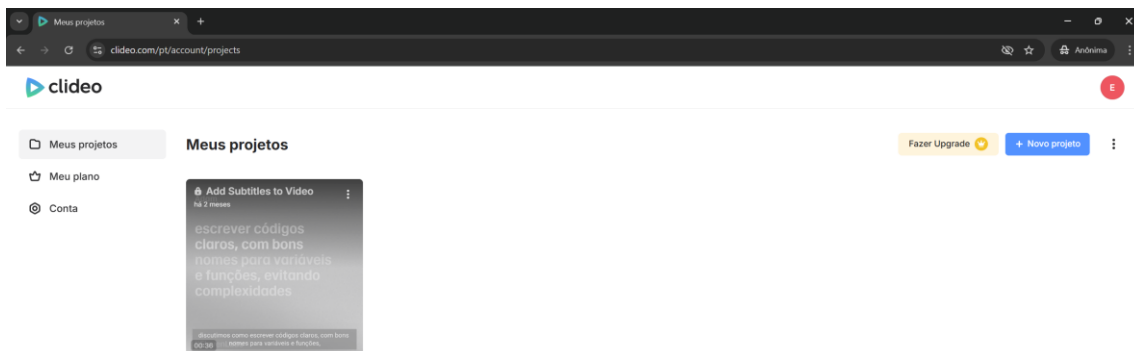 Meus projetos
clideo.com/pt/account/projects
Anônima
clideo
E
Meus projetos
Meu plano
Conta
Meus projetos
Fazer Upgrade
+ Novo projeto
Add Subtitles to Video
há 2 meses
escrever códigos
claros, com bons
nomes para variáveis
e funções, evitando
complexidades
discutimos como escrever códigos claros, com bons
nomes para variáveis e funções,
00:36